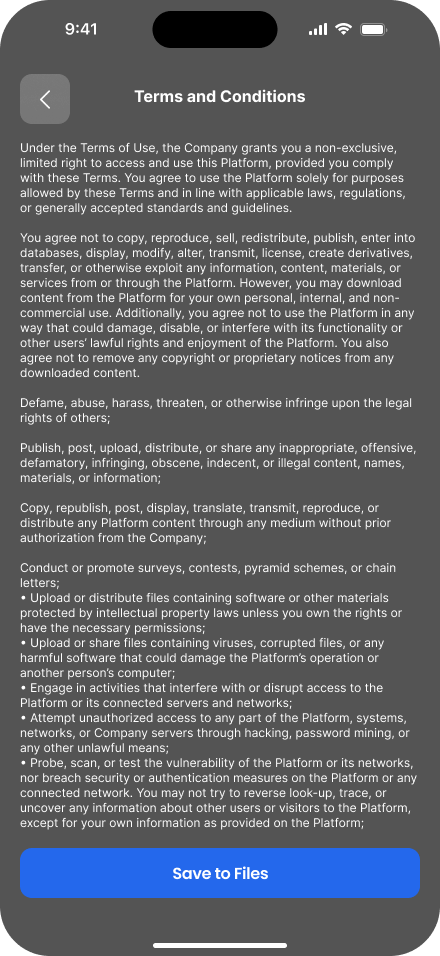 9:41
Terms and Conditions
Under the Terms of Use, the Company grants you a non-exclusive,
limited right to access and use this Platform, provided you comply
with these Terms. You agree to use the Platform solely for purposes
allowed by these Terms and in line with applicable laws, regulations,
or generally accepted standards and guidelines.
You agree not to copy, reproduce, sell, redistribute, publish, enter into
databases, display, modify, alter, transmit, license, create derivatives,
transfer, or otherwise exploit any information, content, materials, or
services from or through the Platform. However, you may download
content from the Platform for your own personal, internal, and non-
commercial use. Additionally, you agree not to use the Platform in any
way that could damage, disable, or interfere with its functionality or
other users’ lawful rights and enjoyment of the Platform. You also
agree not to remove any copyright or proprietary notices from any
downloaded content.
Defame, abuse, harass, threaten, or otherwise infringe upon the legal
rights of others;
Publish, post, upload, distribute, or share any inappropriate, offensive,
defamatory, infringing, obscene, indecent, or illegal content, names,
materials, or information;
Copy, republish, post, display, translate, transmit, reproduce, or
distribute any Platform content through any medium without prior
authorization from the Company;
Conduct or promote surveys, contests, pyramid schemes, or chain
letters;
• Upload or distribute files containing software or other materials
protected by intellectual property laws unless you own the rights or
have the necessary permissions;
• Upload or share files containing viruses, corrupted files, or any
harmful software that could damage the Platform’s operation or
another person’s computer;
• Engage in activities that interfere with or disrupt access to the
Platform or its connected servers and networks;
• Attempt unauthorized access to any part of the Platform, systems,
networks, or Company servers through hacking, password mining, or
any other unlawful means;
• Probe, scan, or test the vulnerability of the Platform or its networks,
nor breach security or authentication measures on the Platform or any
connected network. You may not try to reverse look-up, trace, or
uncover any information about other users or visitors to the Platform,
except for your own information as provided on the Platform;
Save to Files